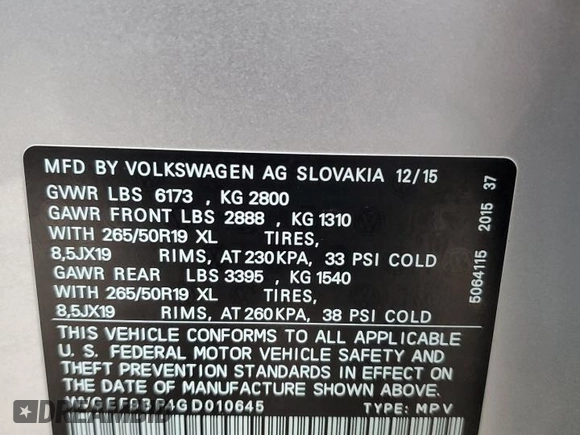 MFD BY VOLKSWAGEN AG SLOVAKIA 12/15
GVWR LBS 6173 , KG 2800
GAWR FRONT LBS 2888 , KG 1310
WITH 265/50R19 XL TIRES,
8,5JX19 RIMS, AT 230KPA, 33 PSI COLD
GAWR REAR LBS 3395 , KG 1540
WITH 265/50R19 XL TIRES,
8,5JX19 RIMS, AT 260KPA, 38 PSI COLD
THIS VEHICLE CONFORMS TO ALL APPLICABLE
U. S. FEDERAL MOTOR VEHICLE SAFETY AND
THEFT PREVENTION STANDARDS IN EFFECT ON
THE DATE OF MANUFACTURE SHOWN ABOVE.
TYPE: MPV
5064115 2015 37
DREAMCAR
SOMEDAY